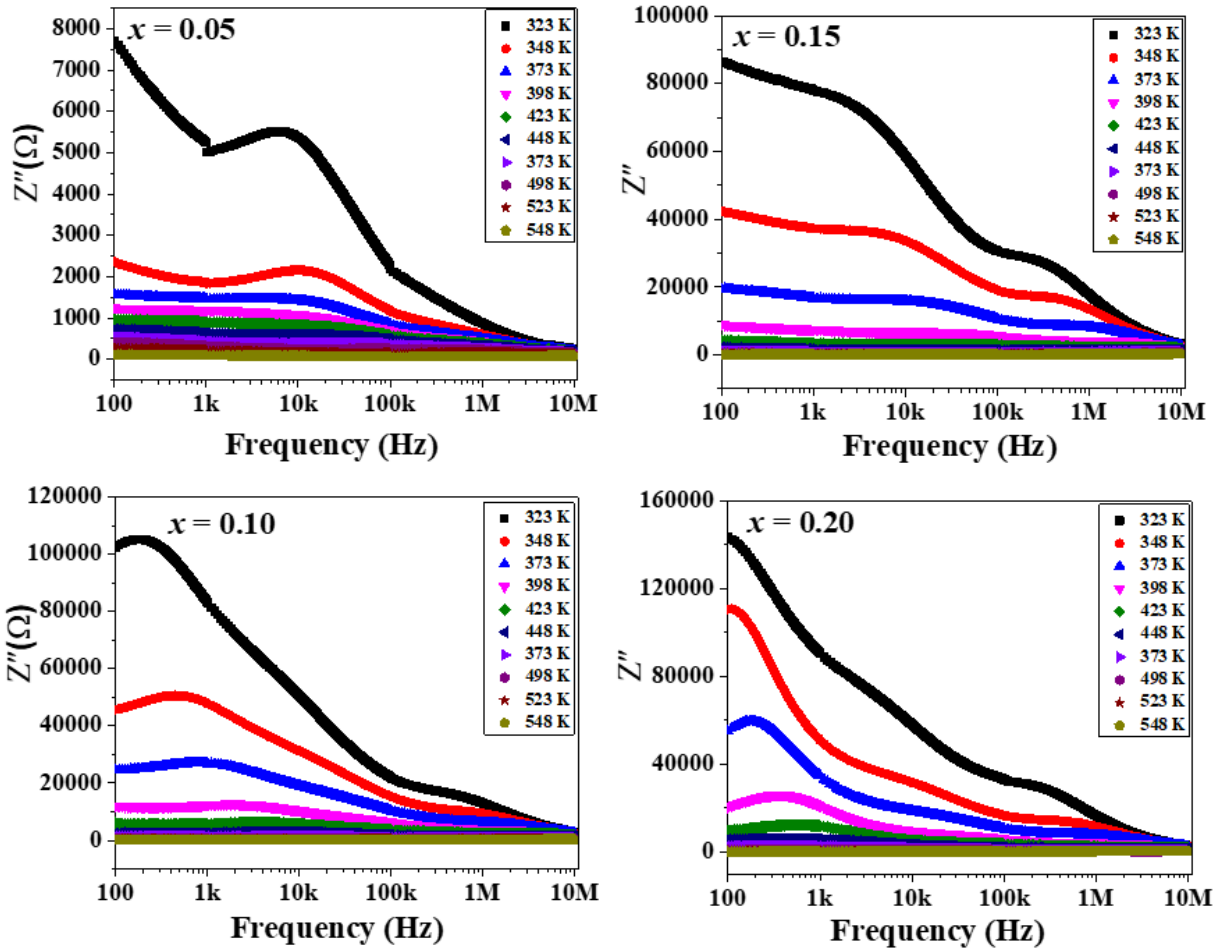 x = 0.05
8000
7000
6000
5000
4000
3000
2000
1000
0
Z″(Ω)
100 1k 10k 100k 1M 10M
Frequency (Hz)
323 K
348 K
373 K
398 K
423 K
448 K
373 K
498 K
523 K
548 K
x = 0.15
100000
80000
60000
40000
20000
0
Z″
100 1k 10k 100k 1M 10M
Frequency (Hz)
323 K
348 K
373 K
398 K
423 K
448 K
373 K
498 K
523 K
548 K
x = 0.10
120000
100000
80000
60000
40000
20000
0
Z″(Ω)
100 1k 10k 100k 1M 10M
Frequency (Hz)
323 K
348 K
373 K
398 K
423 K
448 K
373 K
498 K
523 K
548 K
x = 0.20
160000
120000
80000
40000
0
Z″
100 1k 10k 100k 1M 10M
Frequency (Hz)
323 K
348 K
373 K
398 K
423 K
448 K
373 K
498 K
523 K
548 K